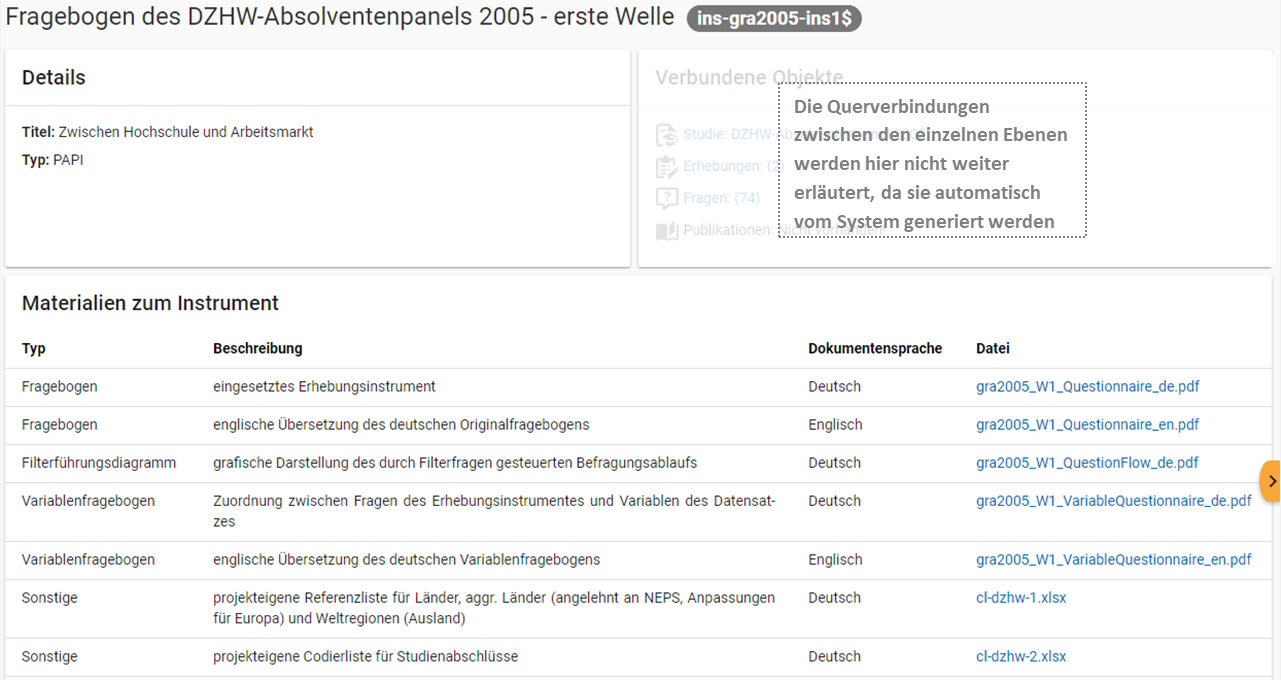 Fragebogen des DZHW-Absolventenpanels 2005 - erste Welle ins-gra2005-ins1$
Details
Titel: Zwischen Hochschule und Arbeitsmarkt
Typ: PAPI
Verbundene Objekte
Studie: DZHW-
Erhebungen: (2)
Fragen: (74)
Publikationen: Nicht vorhanden
Die Querverbindungen
zwischen den einzelnen Ebenen
werden hier nicht weiter
erläutert, da sie automatisch
vom System generiert werden
Materialien zum Instrument
Typ Beschreibung Dokumentensprache Datei
Fragebogen eingesetztes Erhebungsinstrument Deutsch gra2005_W1_Questionnaire_de.pdf
Fragebogen englische Übersetzung des deutschen Originalfragebogens Englisch gra2005_W1_Questionnaire_en.pdf
Filterführungsdiagramm grafische Darstellung des durch Filterfragen gesteuerten Befragungsablaufs Deutsch gra2005_W1_QuestionFlow_de.pdf
Variablenfragebogen Zuordnung zwischen Fragen des Erhebungsinstrumentes und Variablen des Datensat- Deutsch gra2005_W1_VariableQuestionnaire_de.pdf
zes
Variablenfragebogen englische Übersetzung des deutschen Variablenfragebogens Englisch gra2005_W1_VariableQuestionnaire_en.pdf
Sonstige projekteigene Referenzliste für Länder, aggr. Länder (angelehnt an NEPS, Anpassungen Deutsch cl-dzhw-1.xlsx
für Europa) und Weltregionen (Ausland)
Sonstige projekteigene Codierliste für Studienabschlüsse Deutsch cl-dzhw-2.xlsx